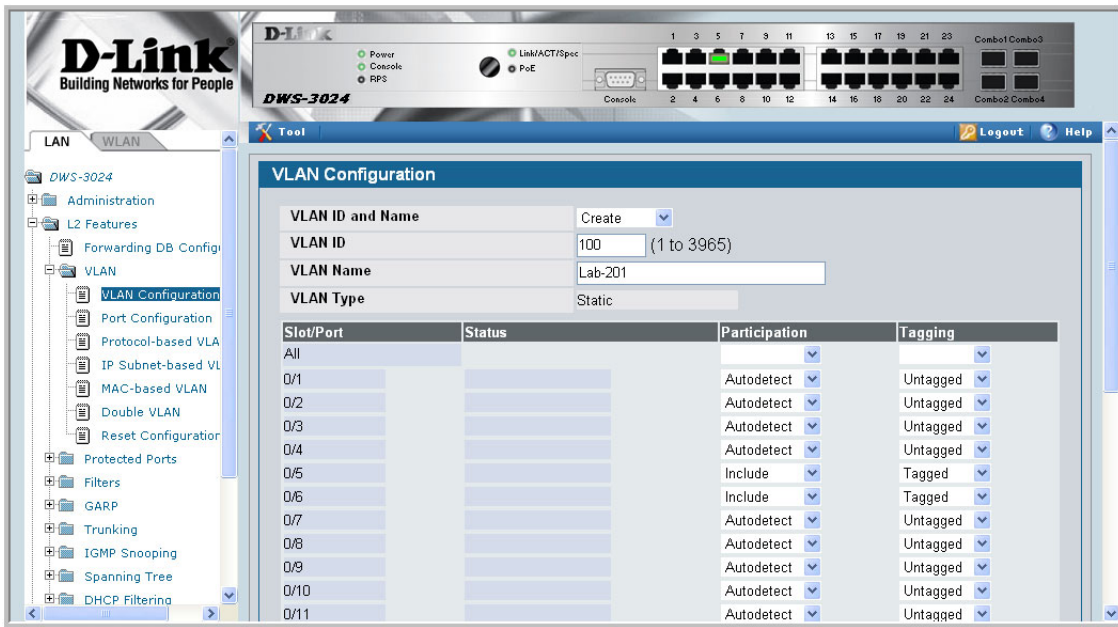 D-Link
Building Networks for People
D-Link
Power
Console
RPS
Link/ACT/Spec
PoE
DWS-3024
Console
1 3 5 7 9 11 13 15 17 19 21 23
2 4 6 8 10 12 14 16 18 20 22 24
Combo1 Combo3
Combo2 Combo4
LAN WLAN
Tool
Logout
Help
DWS-3024
Administration
L2 Features
Forwarding DB Config
VLAN
VLAN Configuration
Port Configuration
Protocol-based VLA
IP Subnet-based VL
MAC-based VLAN
Double VLAN
Reset Configuration
Protected Ports
Filters
GARP
Trunking
IGMP Snooping
Spanning Tree
DHCP Filtering
VLAN Configuration
VLAN ID and Name Create
VLAN ID 100 (1 to 3965)
VLAN Name Lab-201
VLAN Type Static
Slot/Port Status Participation Tagging
All
0/1 Autodetect Untagged
0/2 Autodetect Untagged
0/3 Autodetect Untagged
0/4 Autodetect Untagged
0/5 Include Tagged
0/6 Include Tagged
0/7 Autodetect Untagged
0/8 Autodetect Untagged
0/9 Autodetect Untagged
0/10 Autodetect Untagged
0/11 Autodetect Untagged